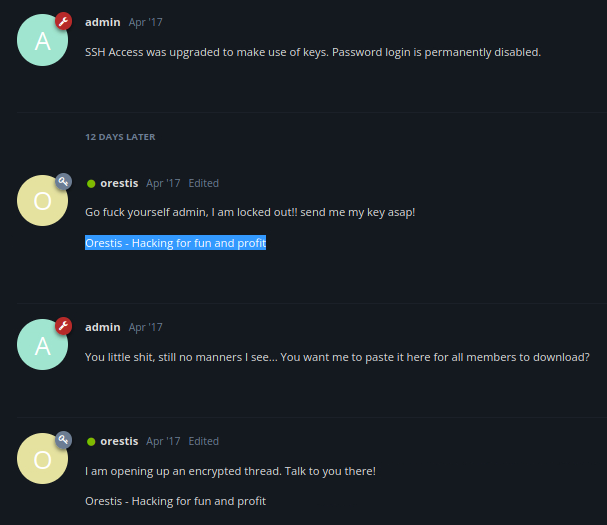 A
admin Apr '17
SSH Access was upgraded to make use of keys. Password login is permanently disabled.
12 DAYS LATER
O
orestis Apr '17 Edited
Go fuck yourself admin, I am locked out!! send me my key asap!
Orestis - Hacking for fun and profit
A
admin Apr '17
You little shit, still no manners I see... You want me to paste it here for all members to download?
O
orestis Apr '17 Edited
I am opening up an encrypted thread. Talk to you there!
Orestis - Hacking for fun and profit